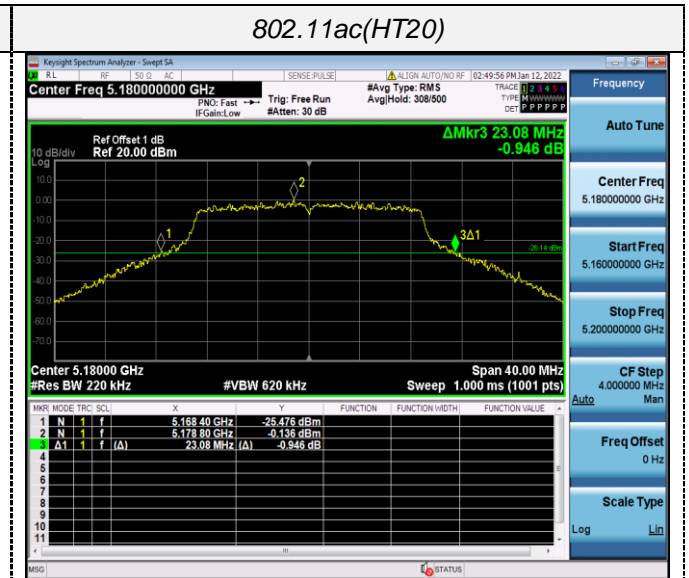 802.11ac(HT20)
Keysight Spectrum Analyzer - Swept SA
RL RF 50 Ω AC SENSE:PULSE ALIGN AUTO/NO RF 02:49:56 PM Jan 12, 2022
Center Freq 5.180000000 GHz
PNO: Fast
IFGain:Low
Trig: Free Run
#Atten: 30 dB
#Avg Type: RMS
Avg|Hold: 308/500
TRACE 1 2 3 4 5 6
TYPE M W W W W W
DET P P P P P P
ΔMkr3 23.08 MHz
-0.946 dB
Ref Offset 1 dB
10 dB/div Ref 20.00 dBm
Log
10.0
0.00
-10.0
-20.0
-30.0
-40.0
-50.0
-60.0
-70.0
1
2
3Δ1
-26.14 dBm
Center 5.18000 GHz Span 40.00 MHz
#Res BW 220 kHz #VBW 620 kHz Sweep 1.000 ms (1001 pts)
MKR MODE TRC SCL X Y FUNCTION FUNCTION WIDTH FUNCTION VALUE
1 N 1 f 5.168 40 GHz -25.476 dBm
2 N 1 f 5.178 80 GHz -0.136 dBm
3 Δ1 1 f (Δ) 23.08 MHz (Δ) -0.946 dB
4
5
6
7
8
9
10
11
MSG STATUS
Frequency
Auto Tune
Center Freq
5.180000000 GHz
Start Freq
5.160000000 GHz
Stop Freq
5.200000000 GHz
CF Step
4.000000 MHz
Auto Man
Freq Offset
0 Hz
Scale Type
Log Lin